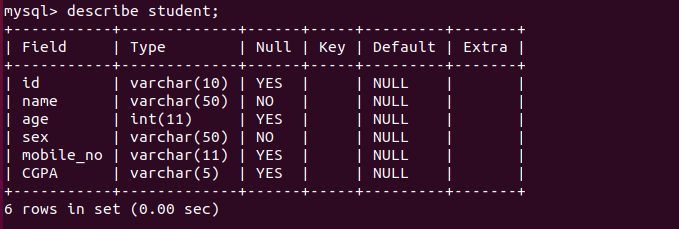 mysql> describe student;
+-----------+-------------+------+-----+---------+-------+
| Field     | Type        | Null | Key | Default | Extra |
+-----------+-------------+------+-----+---------+-------+
| id        | varchar(10) | YES  |     | NULL    |       |
| name      | varchar(50) | NO   |     | NULL    |       |
| age       | int(11)     | YES  |     | NULL    |       |
| sex       | varchar(50) | NO   |     | NULL    |       |
| mobile_no | varchar(11) | YES  |     | NULL    |       |
| CGPA      | varchar(5)  | YES  |     | NULL    |       |
+-----------+-------------+------+-----+---------+-------+
6 rows in set (0.00 sec)